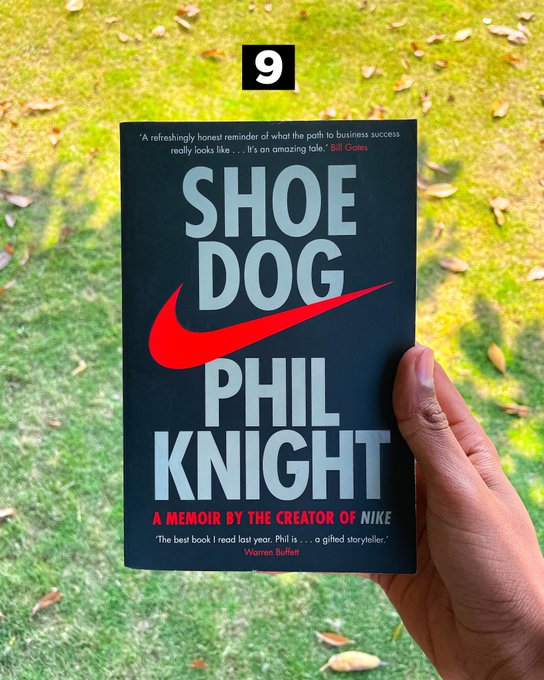 9
‘A refreshingly honest reminder of what the path to business success
really looks like . . . It’s an amazing tale.’ Bill Gates
SHOE
DOG
PHIL
KNIGHT
A MEMOIR BY THE CREATOR OF NIKE
‘The best book I read last year. Phil is . . . a gifted storyteller.’
Warren Buffett